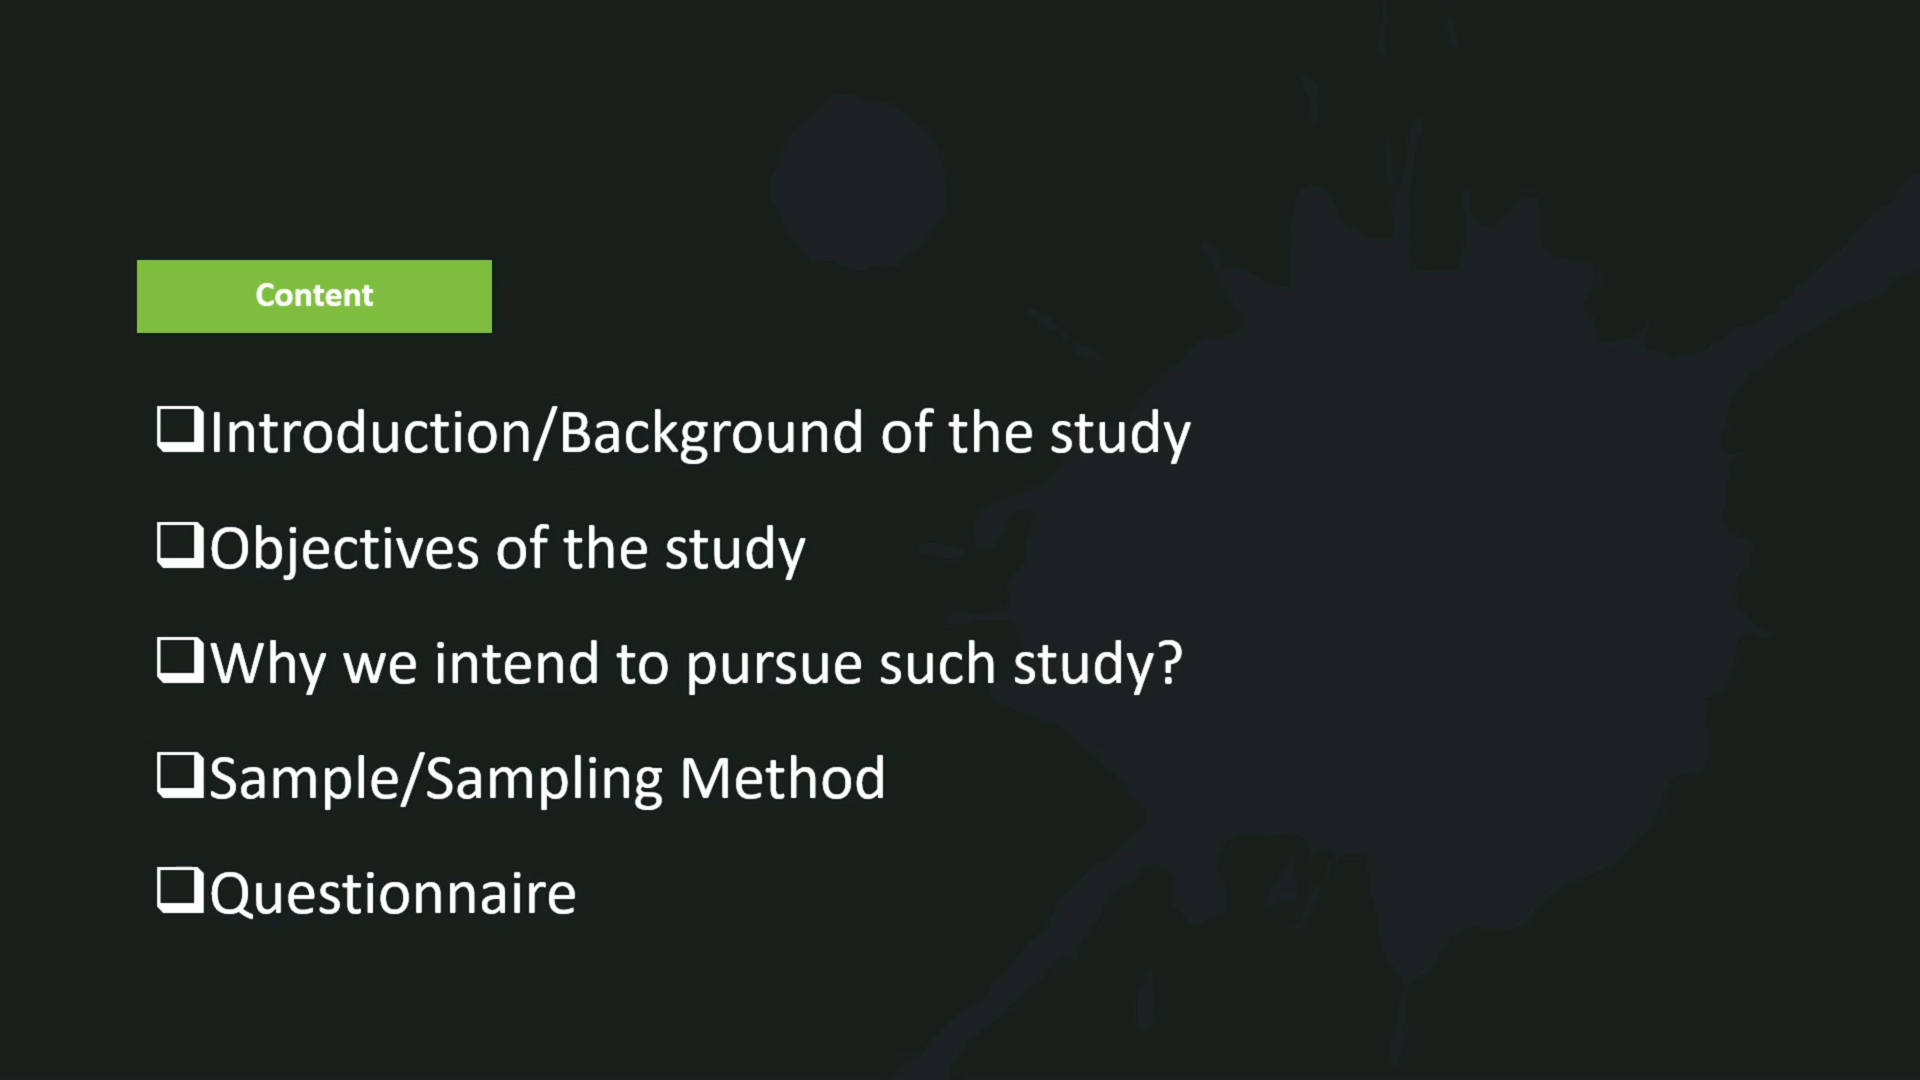 Content
❑Introduction/Background of the study
❑Objectives of the study
❑Why we intend to pursue such study?
❑Sample/Sampling Method
❑Questionnaire